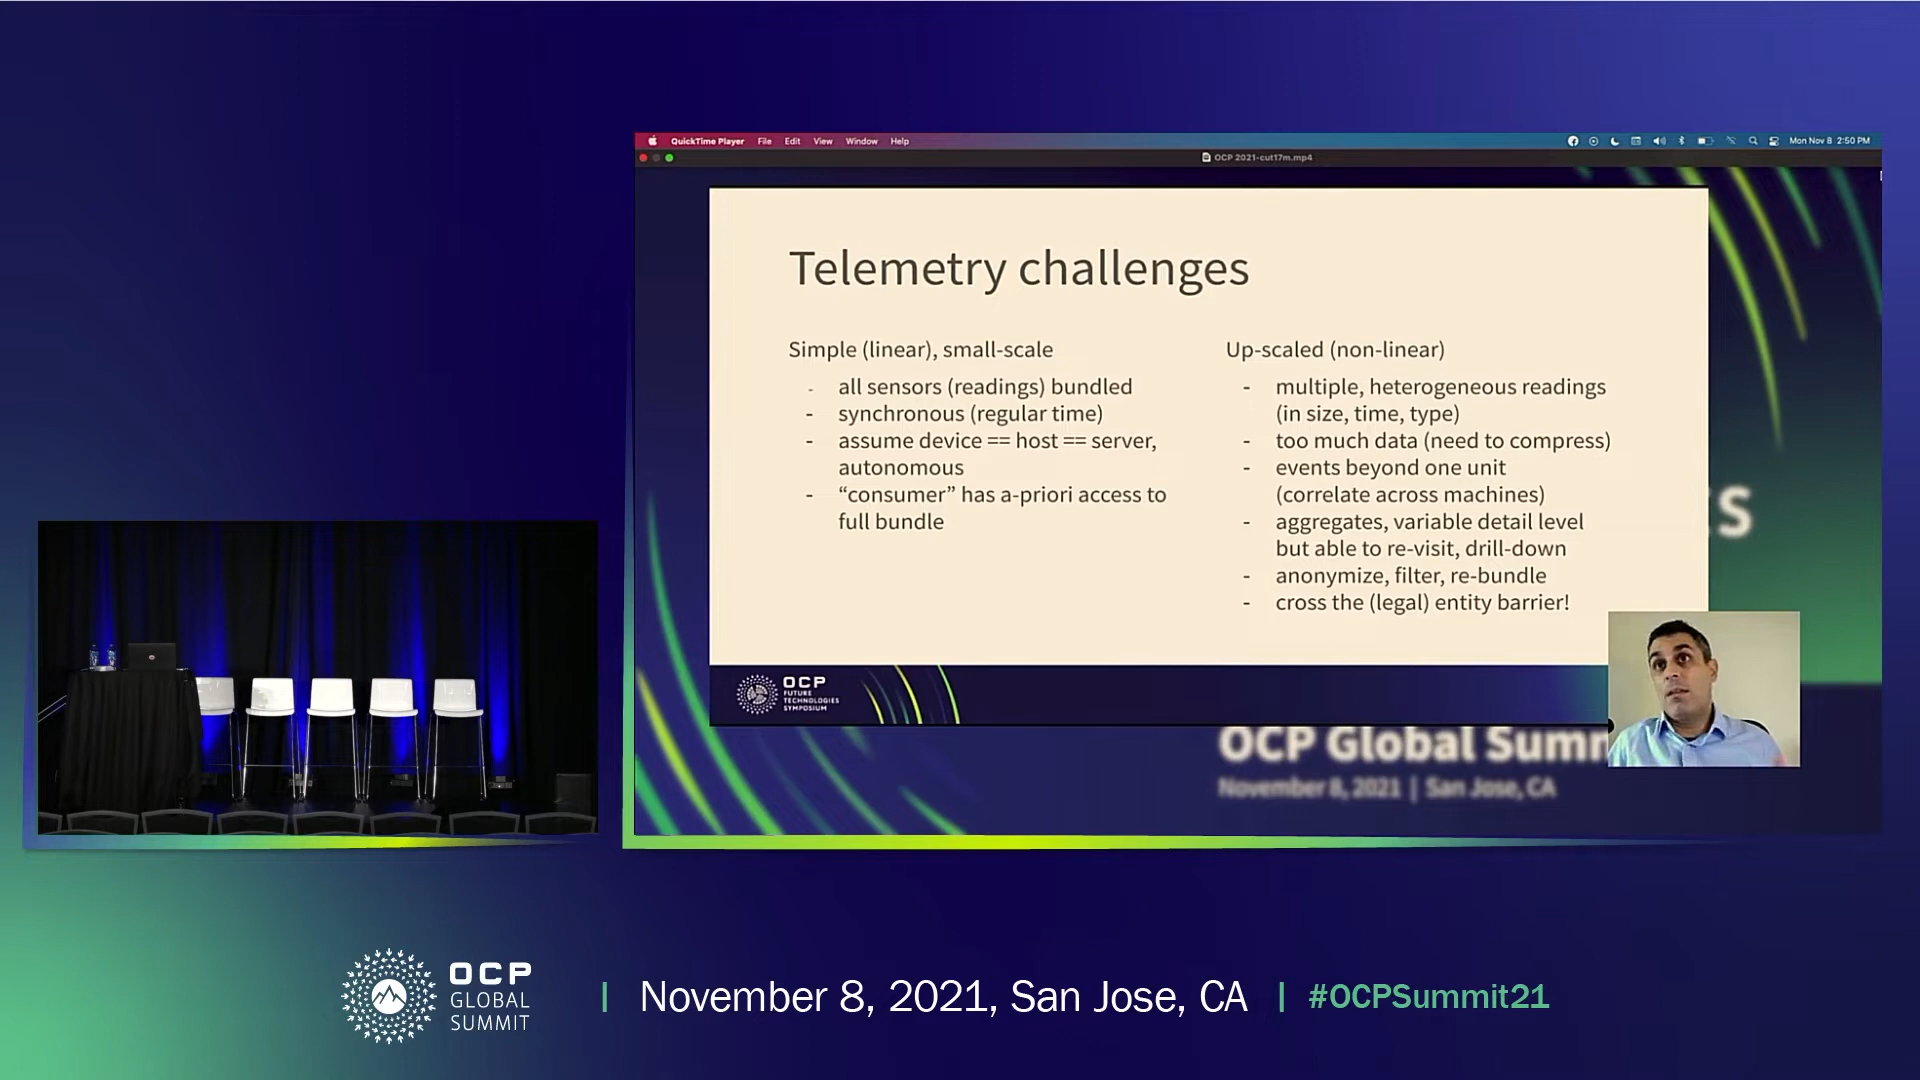 QuickTime Player File Edit View Window Help
Mon Nov 8 2:50 PM
OCP 2021-cut17m.mp4
Telemetry challenges
Simple (linear), small-scale
- all sensors (readings) bundled
- synchronous (regular time)
- assume device == host == server,
autonomous
- “consumer” has a-priori access to
full bundle
Up-scaled (non-linear)
- multiple, heterogeneous readings
(in size, time, type)
- too much data (need to compress)
- events beyond one unit
(correlate across machines)
- aggregates, variable detail level
but able to re-visit, drill-down
- anonymize, filter, re-bundle
- cross the (legal) entity barrier!
OCP
FUTURE
TECHNOLOGIES
SYMPOSIUM
OCP Global Summ
November 8, 2021 | San Jose, CA
OCP
GLOBAL
SUMMIT
| November 8, 2021, San Jose, CA | #OCPSummit21